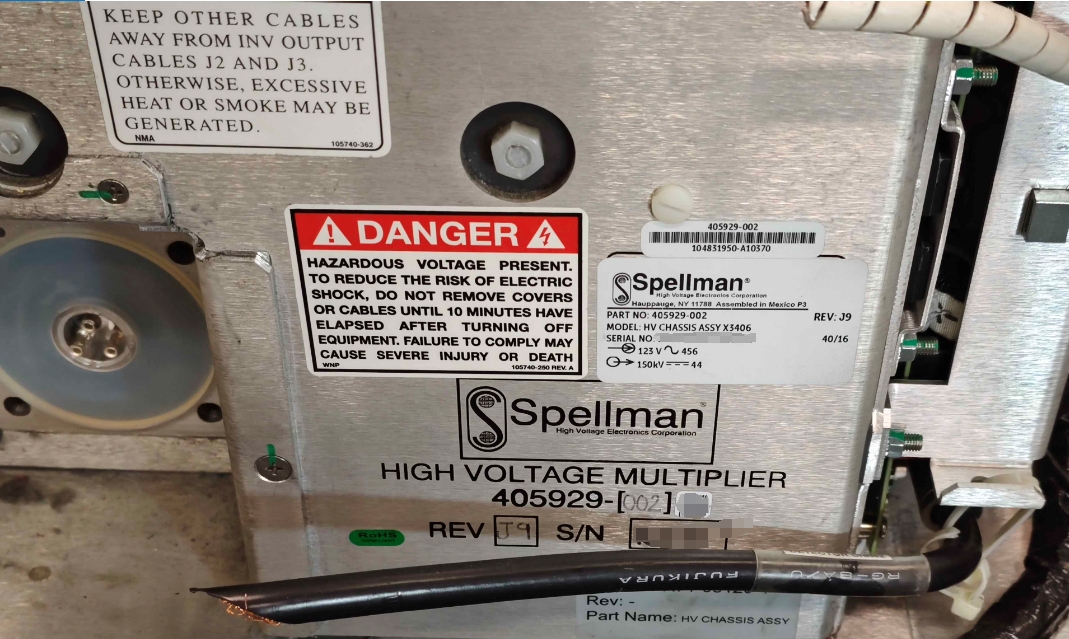 KEEP OTHER CABLES
AWAY FROM INV OUTPUT
CABLES J2 AND J3.
OTHERWISE, EXCESSIVE
HEAT OR SMOKE MAY BE
GENERATED.
NMA
105740-362
DANGER
HAZARDOUS VOLTAGE PRESENT.
TO REDUCE THE RISK OF ELECTRIC
SHOCK, DO NOT REMOVE COVERS
OR CABLES UNTIL 10 MINUTES HAVE
ELAPSED AFTER TURNING OFF
EQUIPMENT. FAILURE TO COMPLY MAY
CAUSE SEVERE INJURY OR DEATH
WNP
105740-250 REV. A
405929-002
104831950-A10370
Spellman®
High Voltage Electronics Corporation
Hauppauge, NY 11788 Assembled in Mexico P3
PART NO: 405929-002 REV: J9
MODEL: HV CHASSIS ASSY X3406
SERIAL NO. 40/16
123 V 456
150kV 44
Spellman®
High Voltage Electronics Corporation
HIGH VOLTAGE MULTIPLIER
405929-[002]
REV J9 S/N
RoHS
FUJIKURA
Rev: -
Part Name: HV CHASSIS ASSY